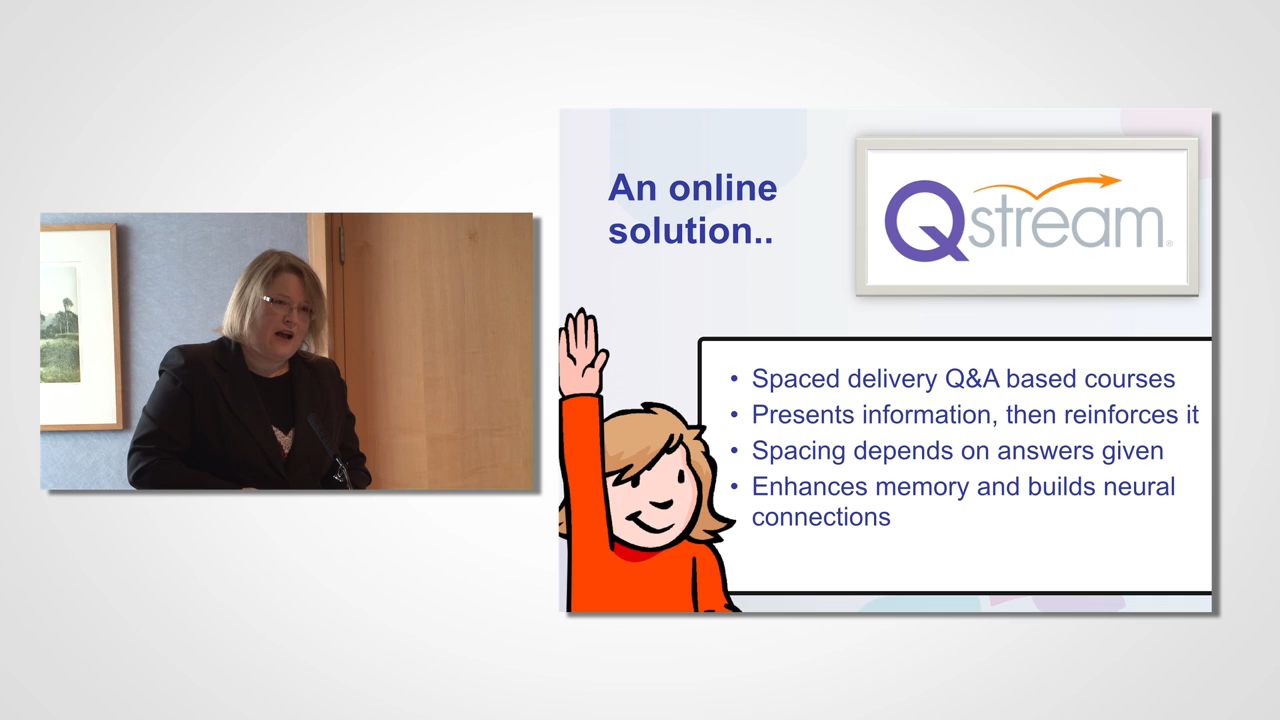 An online
solution..
Qstream®
• Spaced delivery Q&A based courses
• Presents information, then reinforces it
• Spacing depends on answers given
• Enhances memory and builds neural
connections